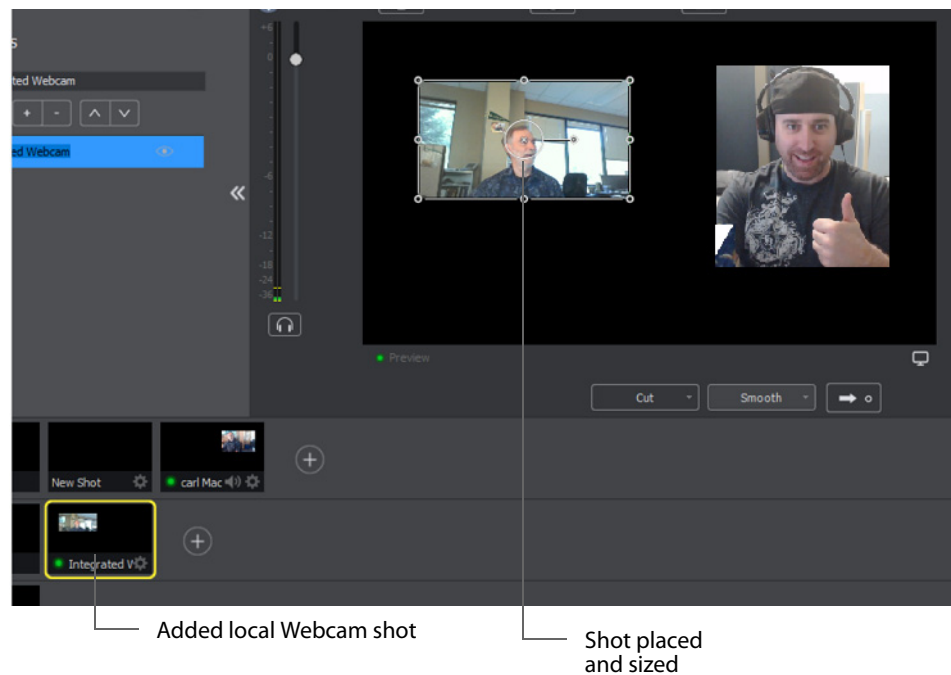 s
ted Webcam
+ -
ed Webcam
+6
0
-6
-12
-18
-24
-36
Preview
Cut
Smooth
New Shot
carl Mac
Integrated W
Added local Webcam shot
Shot placed
and sized